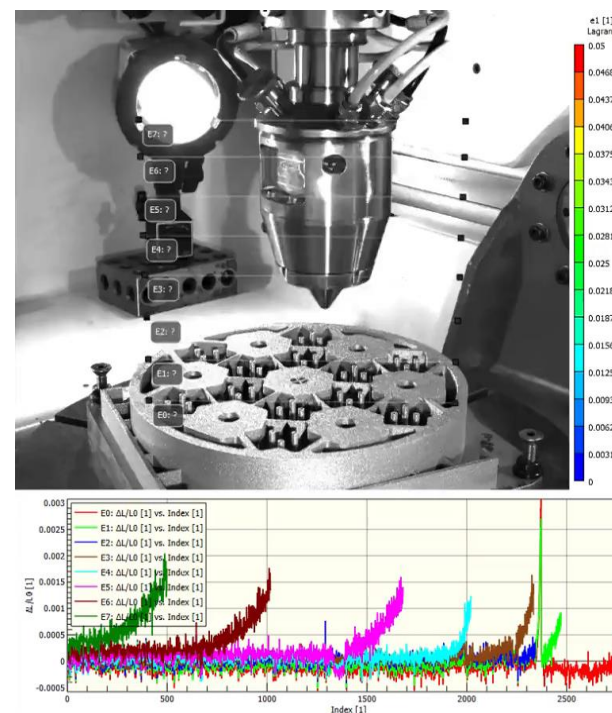 e1 [1]
Lagran
0.05
0.0468
0.0437
0.0406
0.0375
0.0343
0.0312
0.0281
0.025
0.0218
0.0187
0.0156
0.0125
0.0093
0.0062
0.0031
0
E7: ?
E6: ?
E5: ?
E4: ?
E3: ?
E2: ?
E1: ?
E0: ?
0.003
0.0025
0.002
0.0015
0.001
0.0005
0
-0.0005
ΔL/L0 [1]
E0: ΔL/L0 [1] vs. Index [1]
E1: ΔL/L0 [1] vs. Index [1]
E2: ΔL/L0 [1] vs. Index [1]
E3: ΔL/L0 [1] vs. Index [1]
E4: ΔL/L0 [1] vs. Index [1]
E5: ΔL/L0 [1] vs. Index [1]
E6: ΔL/L0 [1] vs. Index [1]
E7: ΔL/L0 [1] vs. Index [1]
0 500 1000 1500 2000 2500
Index [1]